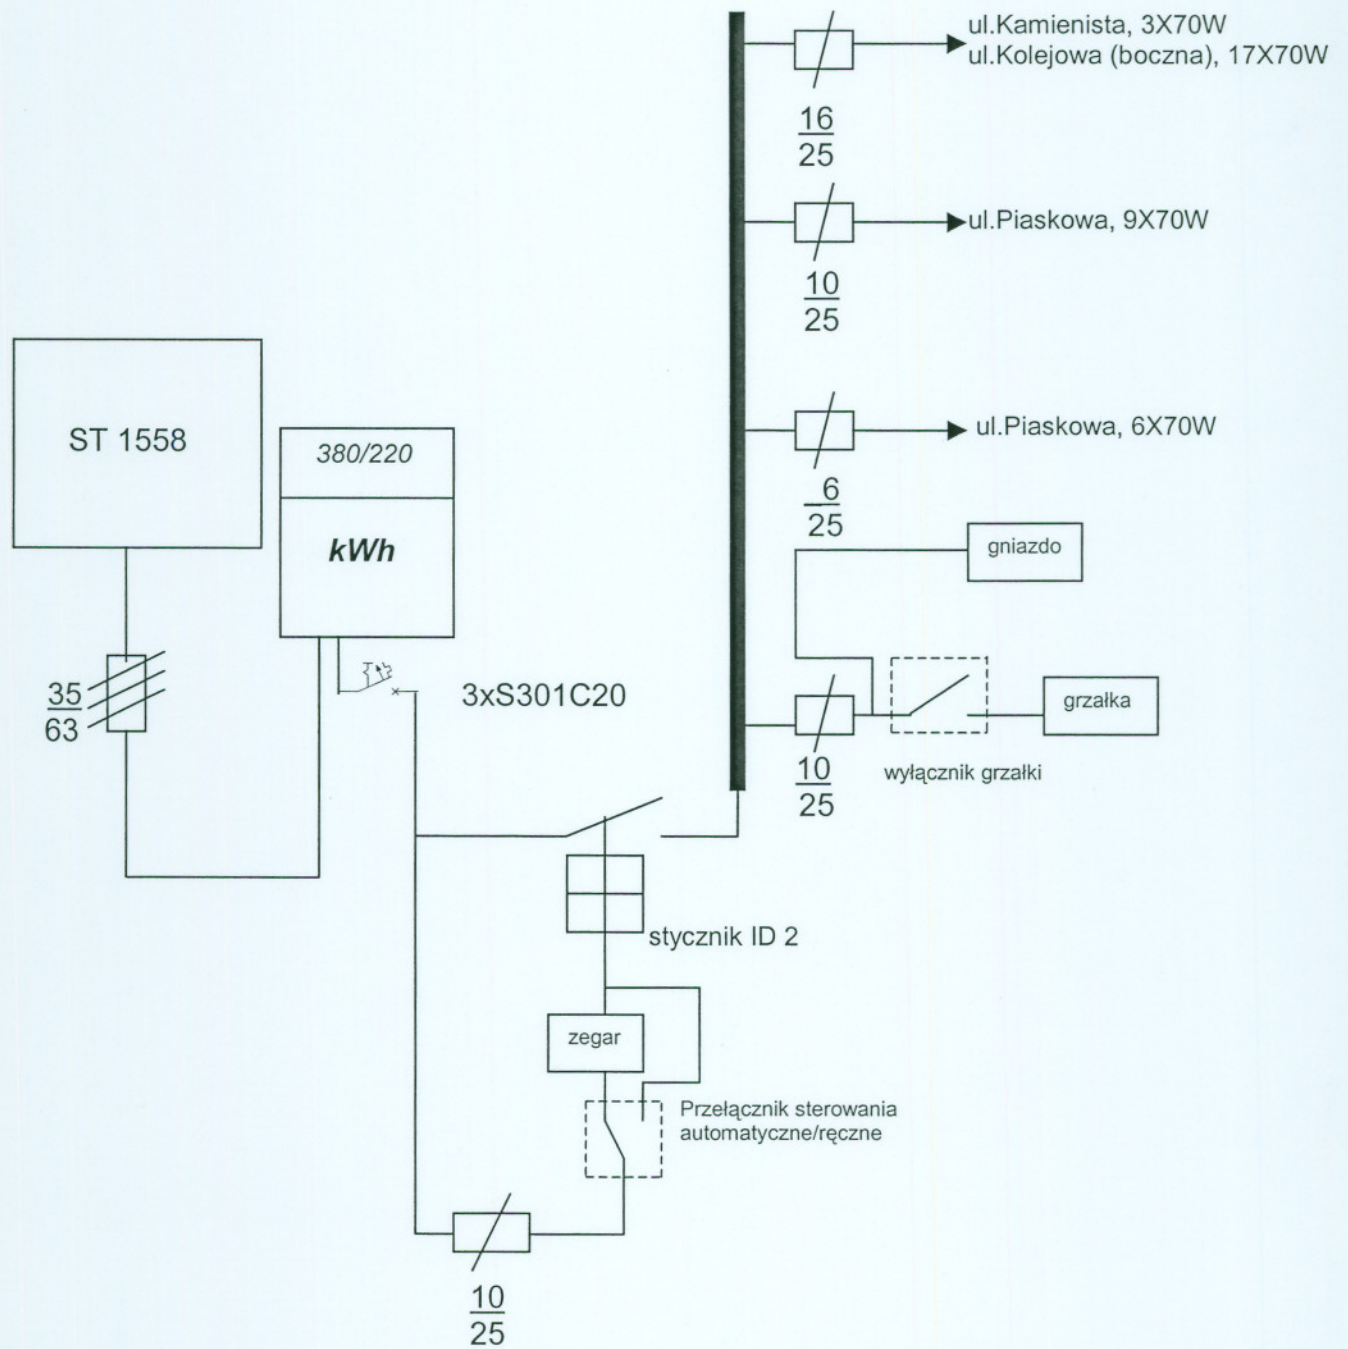 ul.Kamienista, 3X70W
ul.Kolejowa (boczna), 17X70W
16
25
ul.Piaskowa, 9X70W
10
25
ST 1558
380/220
kWh
ul.Piaskowa, 6X70W
6
25
gniazdo
35
63
3xS301C20
grzałka
wyłącznik grzałki
10
25
stycznik ID 2
zegar
Przełącznik sterowania
automatyczne/ręczne
10
25